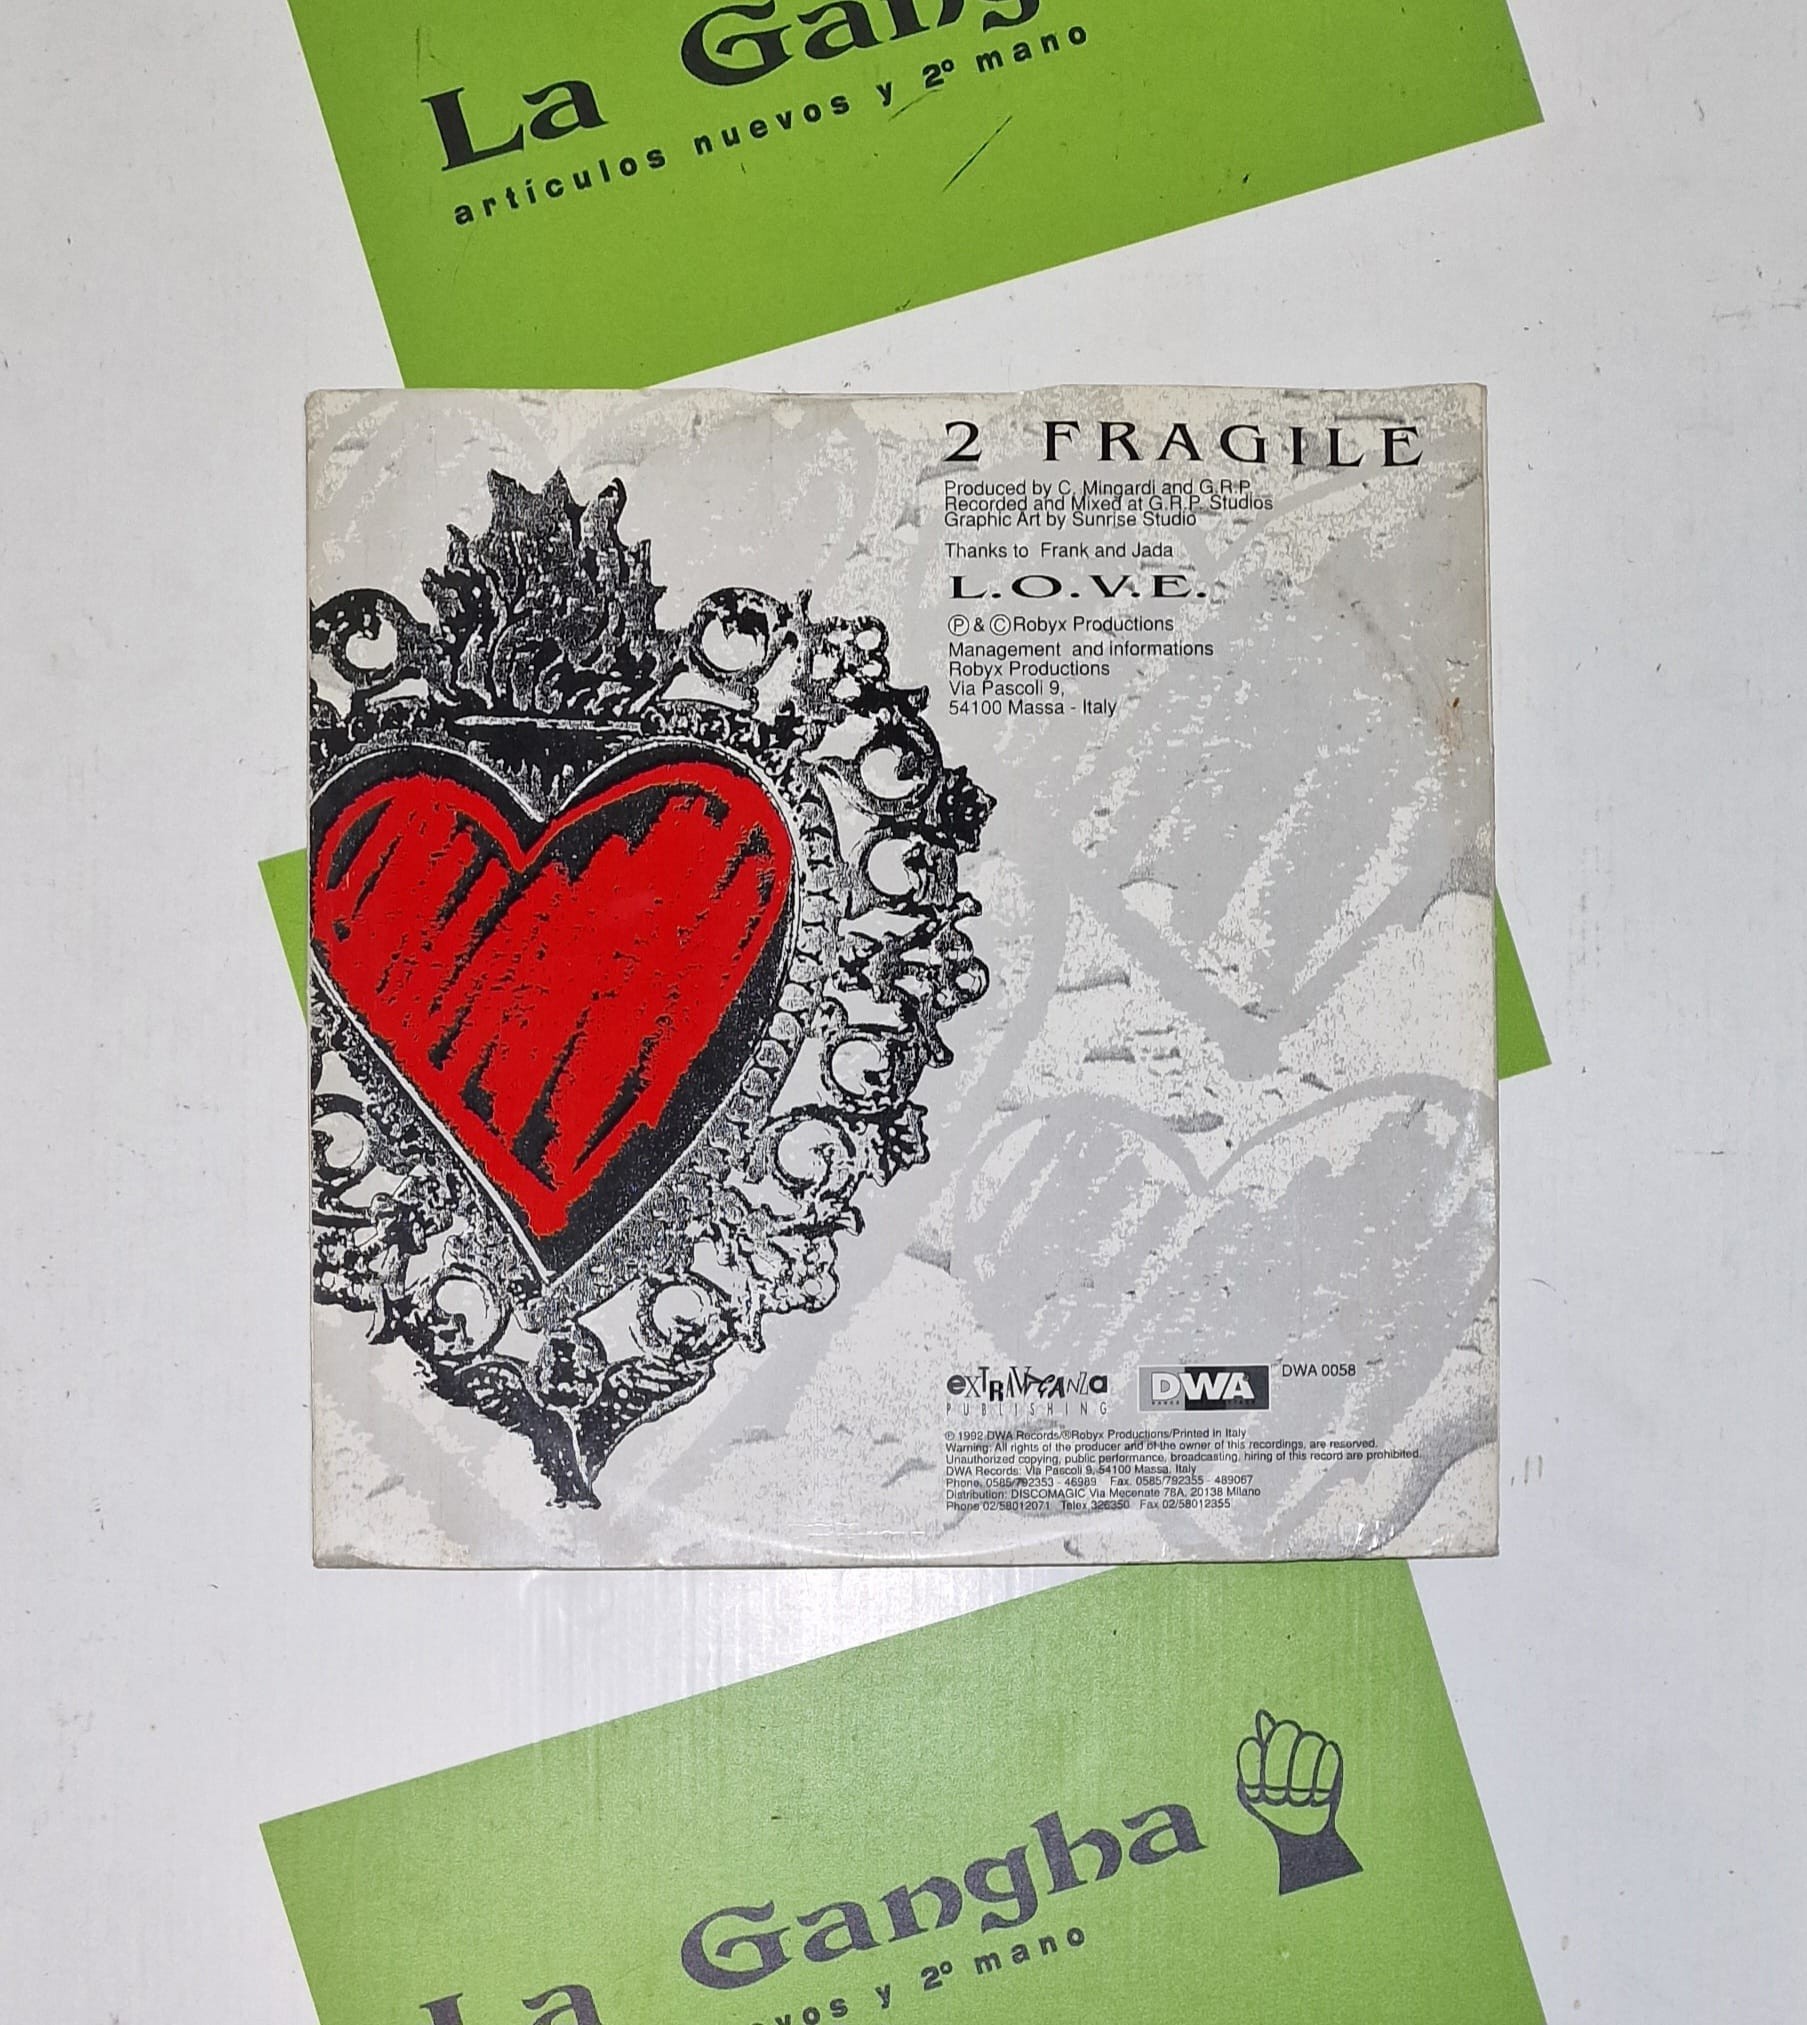 La Gang
artículos nuevos y 2º mano
2 FRAGILE
Produced by C. Mingardi and G.R.P.
Recorded and Mixed at G.R.P. Studios
Graphic Art by Sunrise Studio
Thanks to Frank and Jada
L.O.V.E.
Ⓟ & ©Robyx Productions
Management and informations
Robyx Productions
Via Pascoli 9,
54100 Massa - Italy
EXTRAVAGANZA
PUBLISHING
DWA
DWA 0058
℗ 1992 DWA Records/®Robyx Productions/Printed in Italy
Warning: All rights of the producer and of the owner of this recordings, are reserved.
Unauthorized copying, public performance, broadcasting, hiring of this record are prohibited.
DWA Records: Via Pascoli 9, 54100 Massa, Italy
Phone. 0585/792353 - 46989 Fax. 0585/792355 - 489067
Distribution: DISCOMAGIC Via Mecenate 78A, 20138 Milano
Phone 02/58012071 Telex 326350 Fax 02/58012355
La Gangha
vos y 2º mano